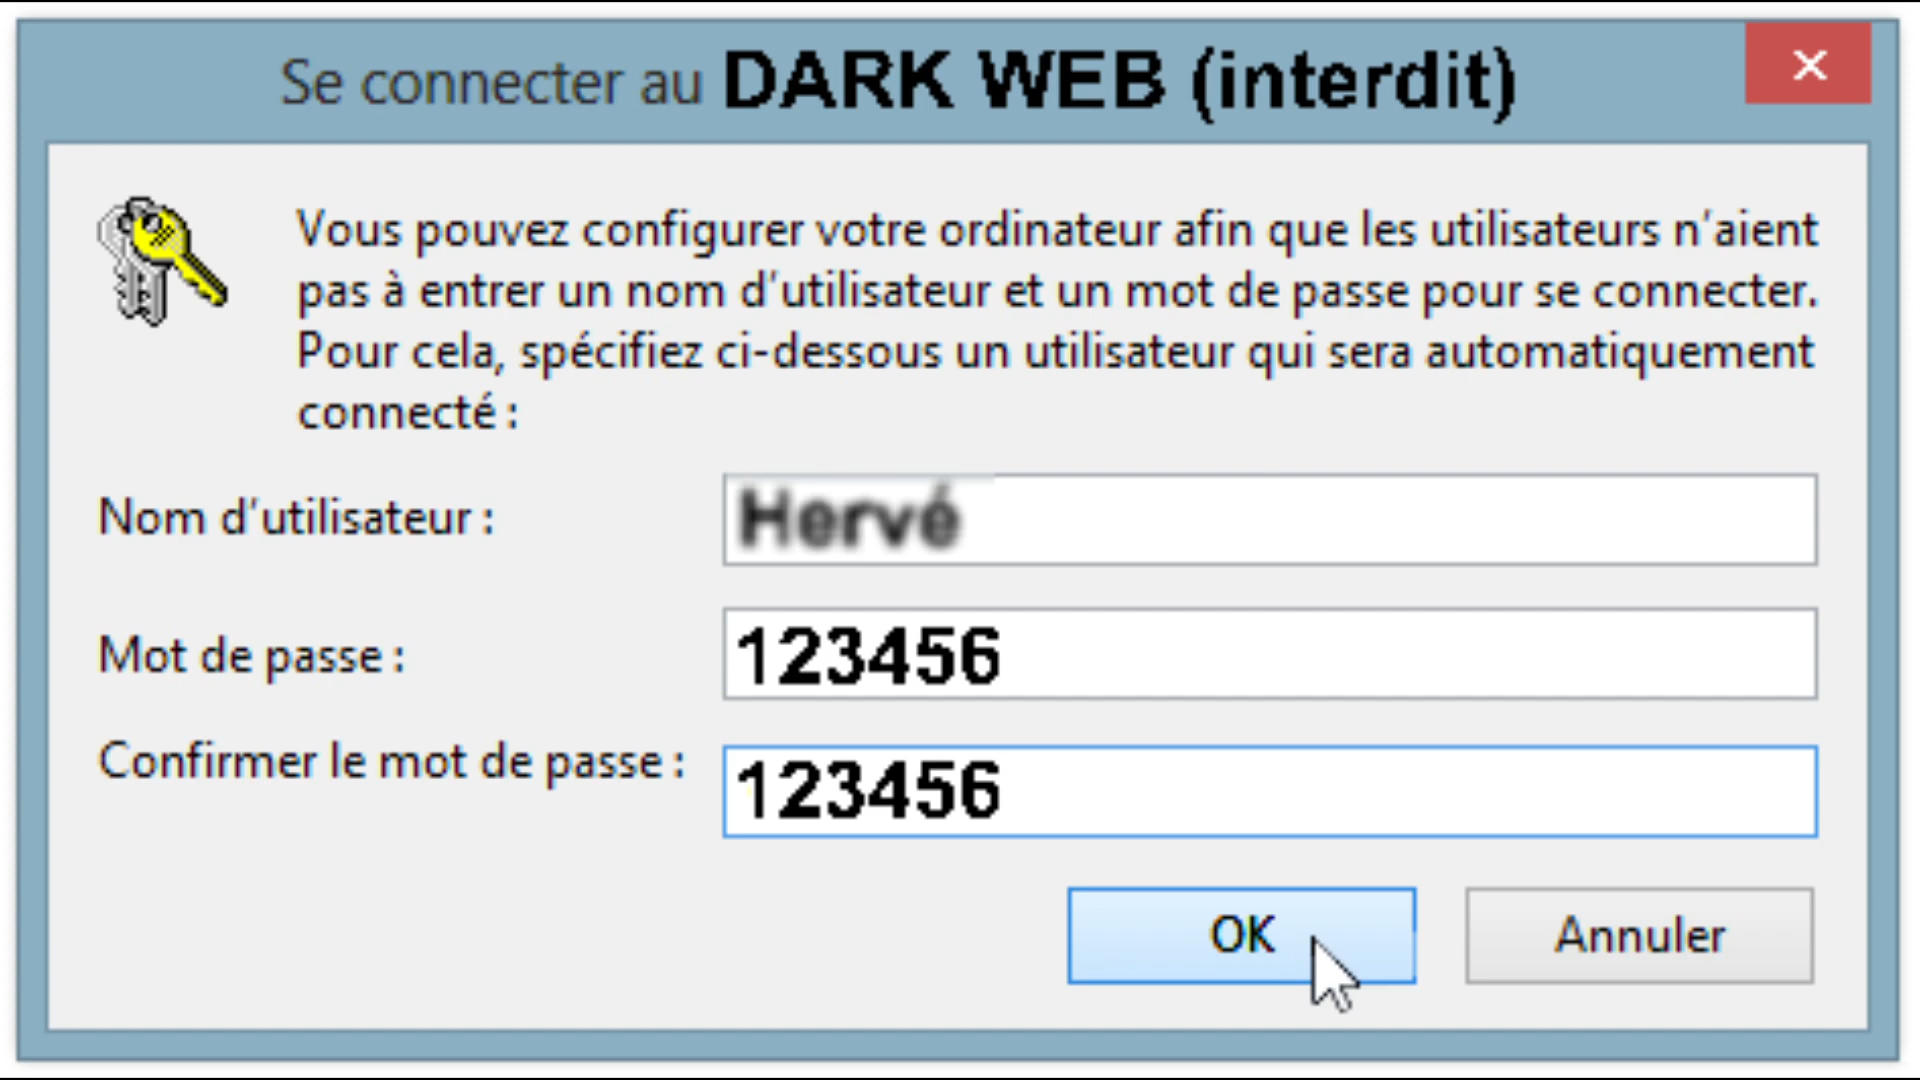 Se connecter au DARK WEB (interdit)
Vous pouvez configurer votre ordinateur afin que les utilisateurs n'aient
pas à entrer un nom d'utilisateur et un mot de passe pour se connecter.
Pour cela, spécifiez ci-dessous un utilisateur qui sera automatiquement
connecté :
Nom d'utilisateur : Hervé
Mot de passe : 123456
Confirmer le mot de passe : 123456
OK Annuler